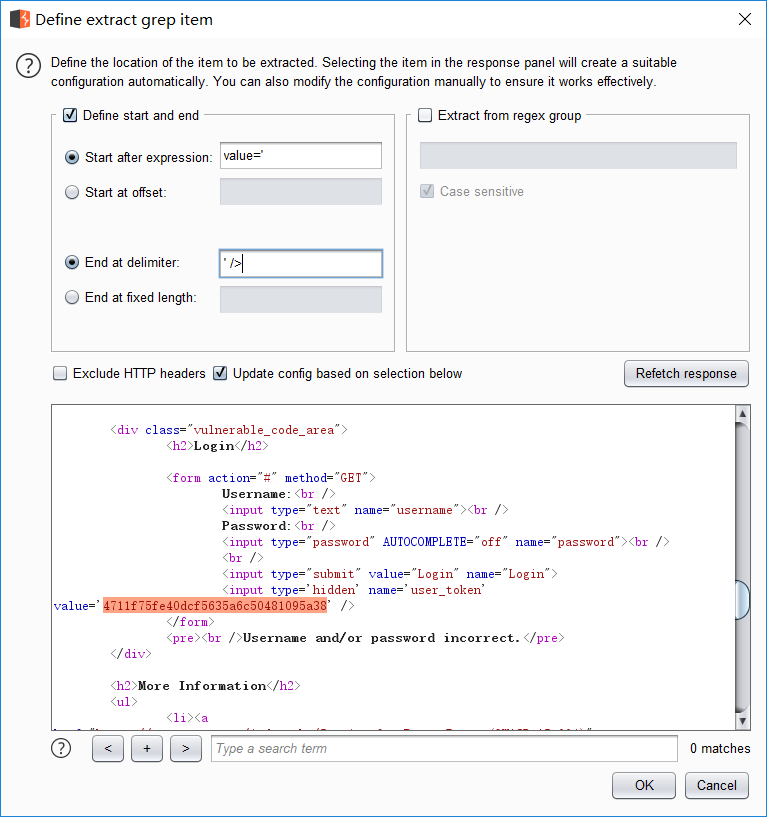 Define extract grep item
Define the location of the item to be extracted. Selecting the item in the response panel will create a suitable
configuration automatically. You can also modify the configuration manually to ensure it works effectively.
Define start and end
Extract from regex group
Start after expression: value='
Start at offset:
Case sensitive
End at delimiter: ' />
End at fixed length:
Exclude HTTP headers Update config based on selection below Refetch response
<div class="vulnerable_code_area">
<h2>Login</h2>
<form action="#" method="GET">
Username:<br />
<input type="text" name="username"><br />
Password:<br />
<input type="password" AUTOCOMPLETE="off" name="password"><br />
<br />
<input type="submit" value="Login" name="Login">
<input type='hidden' name='user_token'
value='4711f75fe40dcf5635a6c50481095a38' />
</form>
<pre><br />Username and/or password incorrect.</pre>
</div>
<h2>More Information</h2>
<ul>
<li><a
? < + > Type a search term 0 matches
OK Cancel